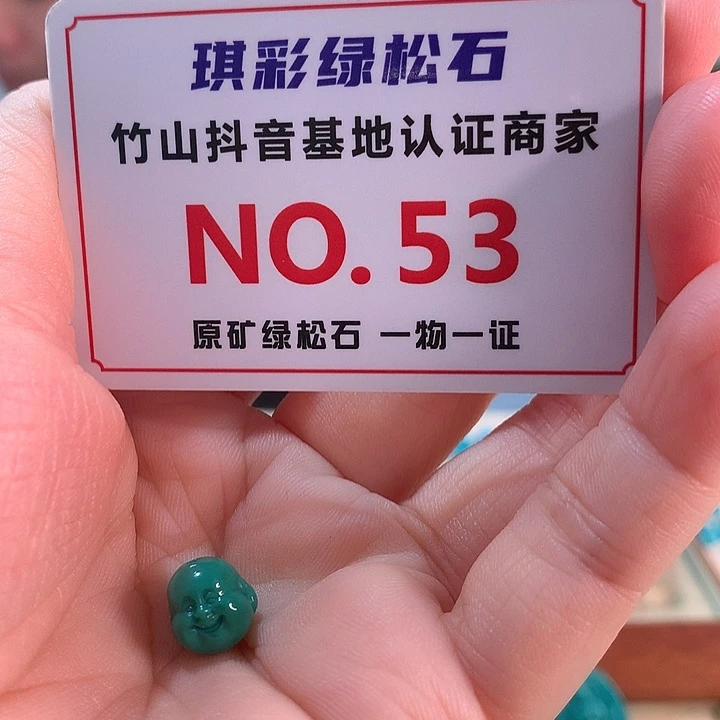 琪彩绿松石
竹山抖音基地认证商家
NO.53
原矿绿松石 一物一证